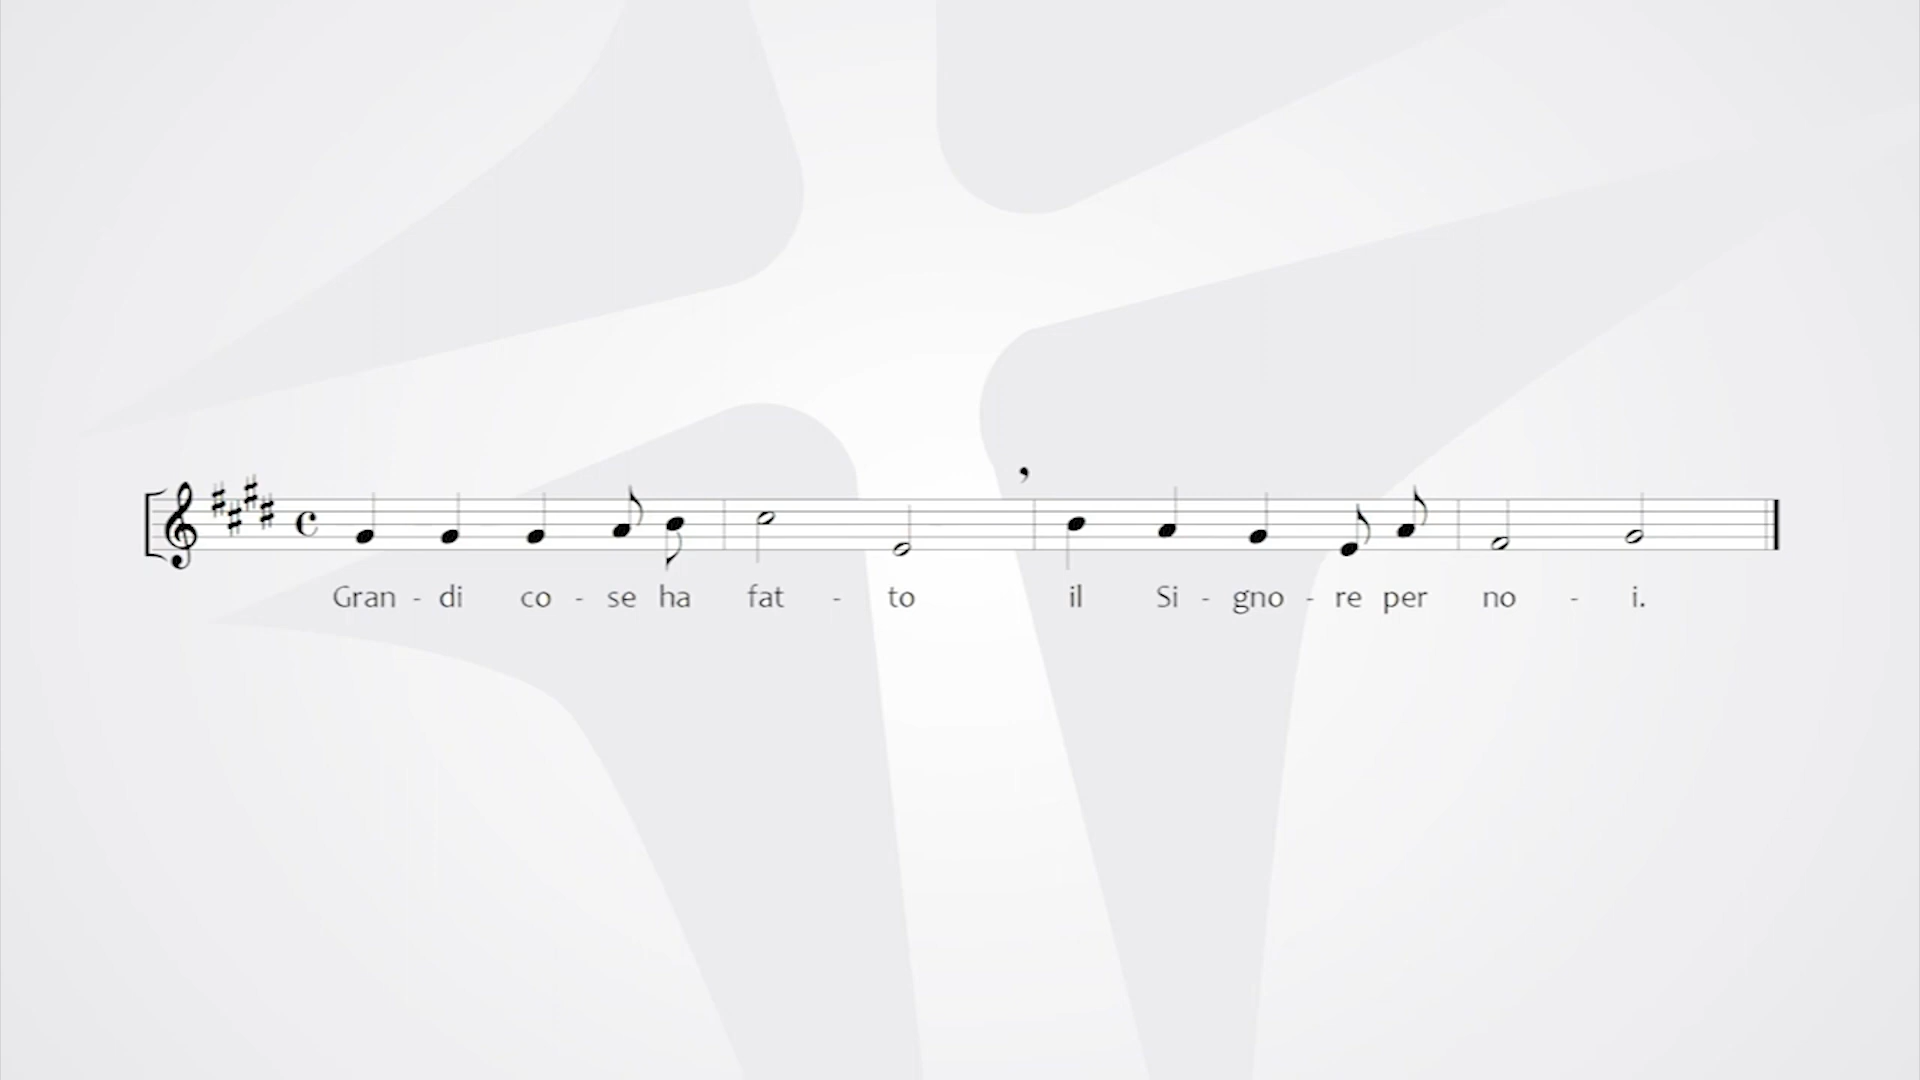 Gran - di co - se ha fat - to il Si - gno - re per no - i.